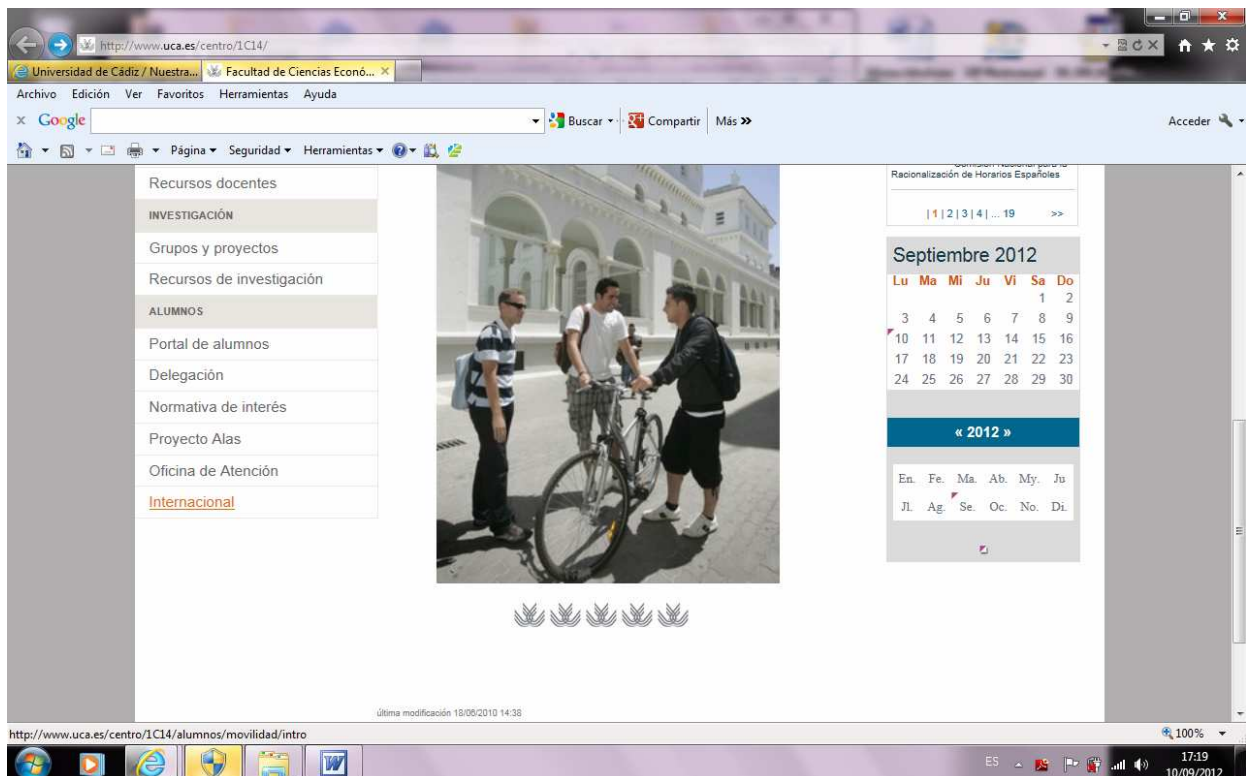 http://www.uca.es/centro/1C14/
Universidad de Cádiz / Nuestra... Facultad de Ciencias Econó...
Archivo Edición Ver Favoritos Herramientas Ayuda
x Google Buscar Compartir Más » Acceder
Página Seguridad Herramientas
Recursos docentes
INVESTIGACIÓN
Grupos y proyectos
Recursos de investigación
ALUMNOS
Portal de alumnos
Delegación
Normativa de interés
Proyecto Alas
Oficina de Atención
Internacional
Racionalización de Horarios Españoles
| 1 | 2 | 3 | 4 | ... 19 >>
Septiembre 2012
Lu Ma Mi Ju Vi Sa Do
1 2
3 4 5 6 7 8 9
10 11 12 13 14 15 16
17 18 19 20 21 22 23
24 25 26 27 28 29 30
« 2012 »
En. Fe. Ma. Ab. My. Ju
Jl. Ag. Se. Oc. No. Di.
última modificación 18/06/2010 14:38
http://www.uca.es/centro/1C14/alumnos/movilidad/intro
100%
ES
17:19
10/09/2012